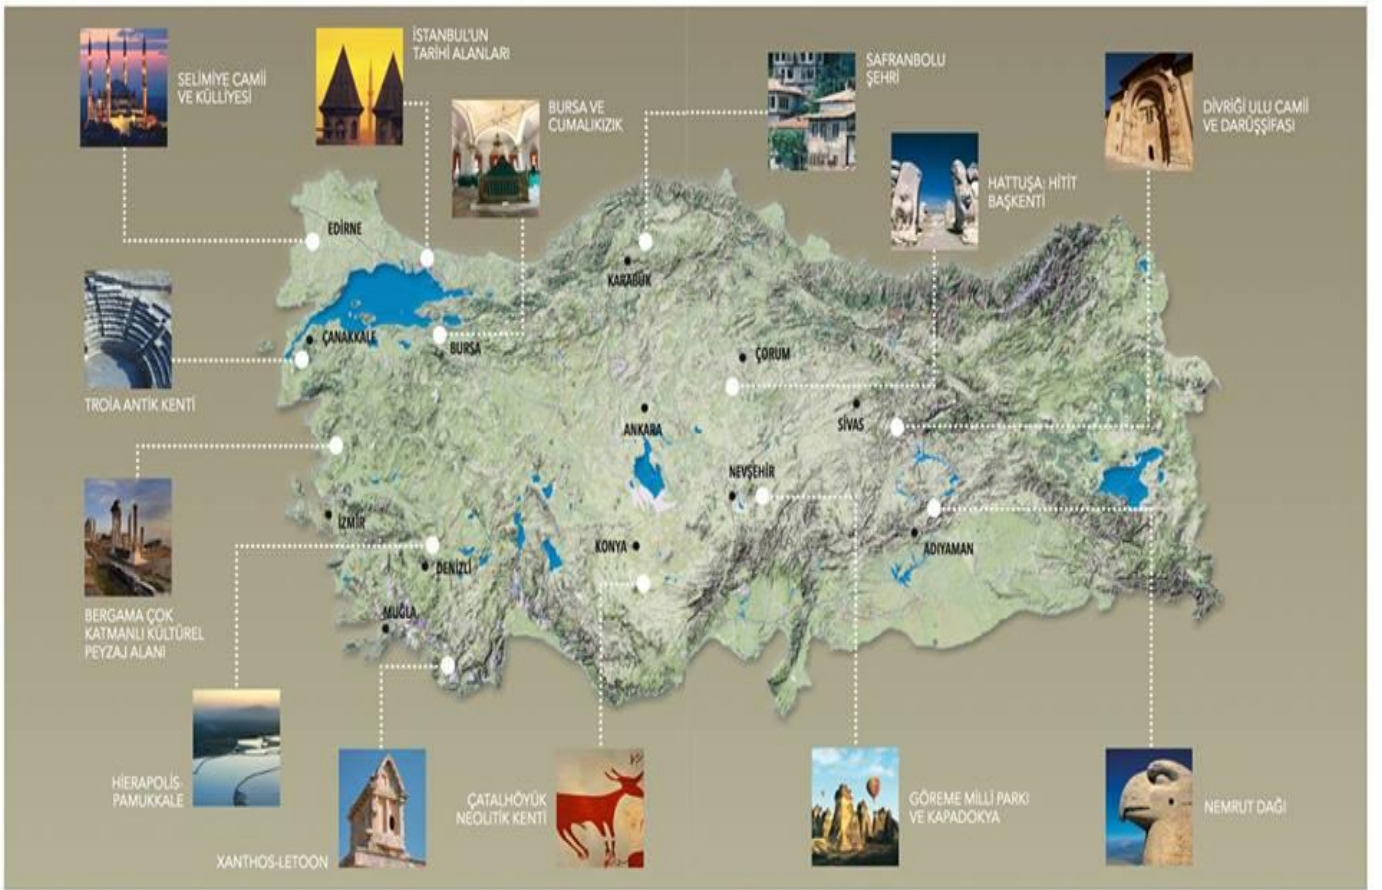 SELİMİYE CAMİİ
VE KÜLLİYESİ
İSTANBUL'UN
TARİHİ ALANLARI
BURSA VE
CUMALIKIZIK
SAFRANBOLU
ŞEHRİ
HATTUŞA: HİTİT
BAŞKENTİ
DİVRİĞİ ULU CAMİİ
VE DARÜŞŞİFASI
EDİRNE
KARABÜK
ÇANAKKALE
BURSA
ÇORUM
TROİA ANTİK KENTİ
ANKARA
SİVAS
NEVŞEHİR
İZMİR
KONYA
ADIYAMAN
DENİZLİ
MUĞLA
BERGAMA ÇOK
KATMANLI KÜLTÜREL
PEYZAJ ALANI
HİERAPOLİS-
PAMUKKALE
XANTHOS-LETOON
ÇATALHÖYÜK
NEOLİTİK KENTİ
GÖREME MİLLİ PARKI
VE KAPADOKYA
NEMRUT DAĞI